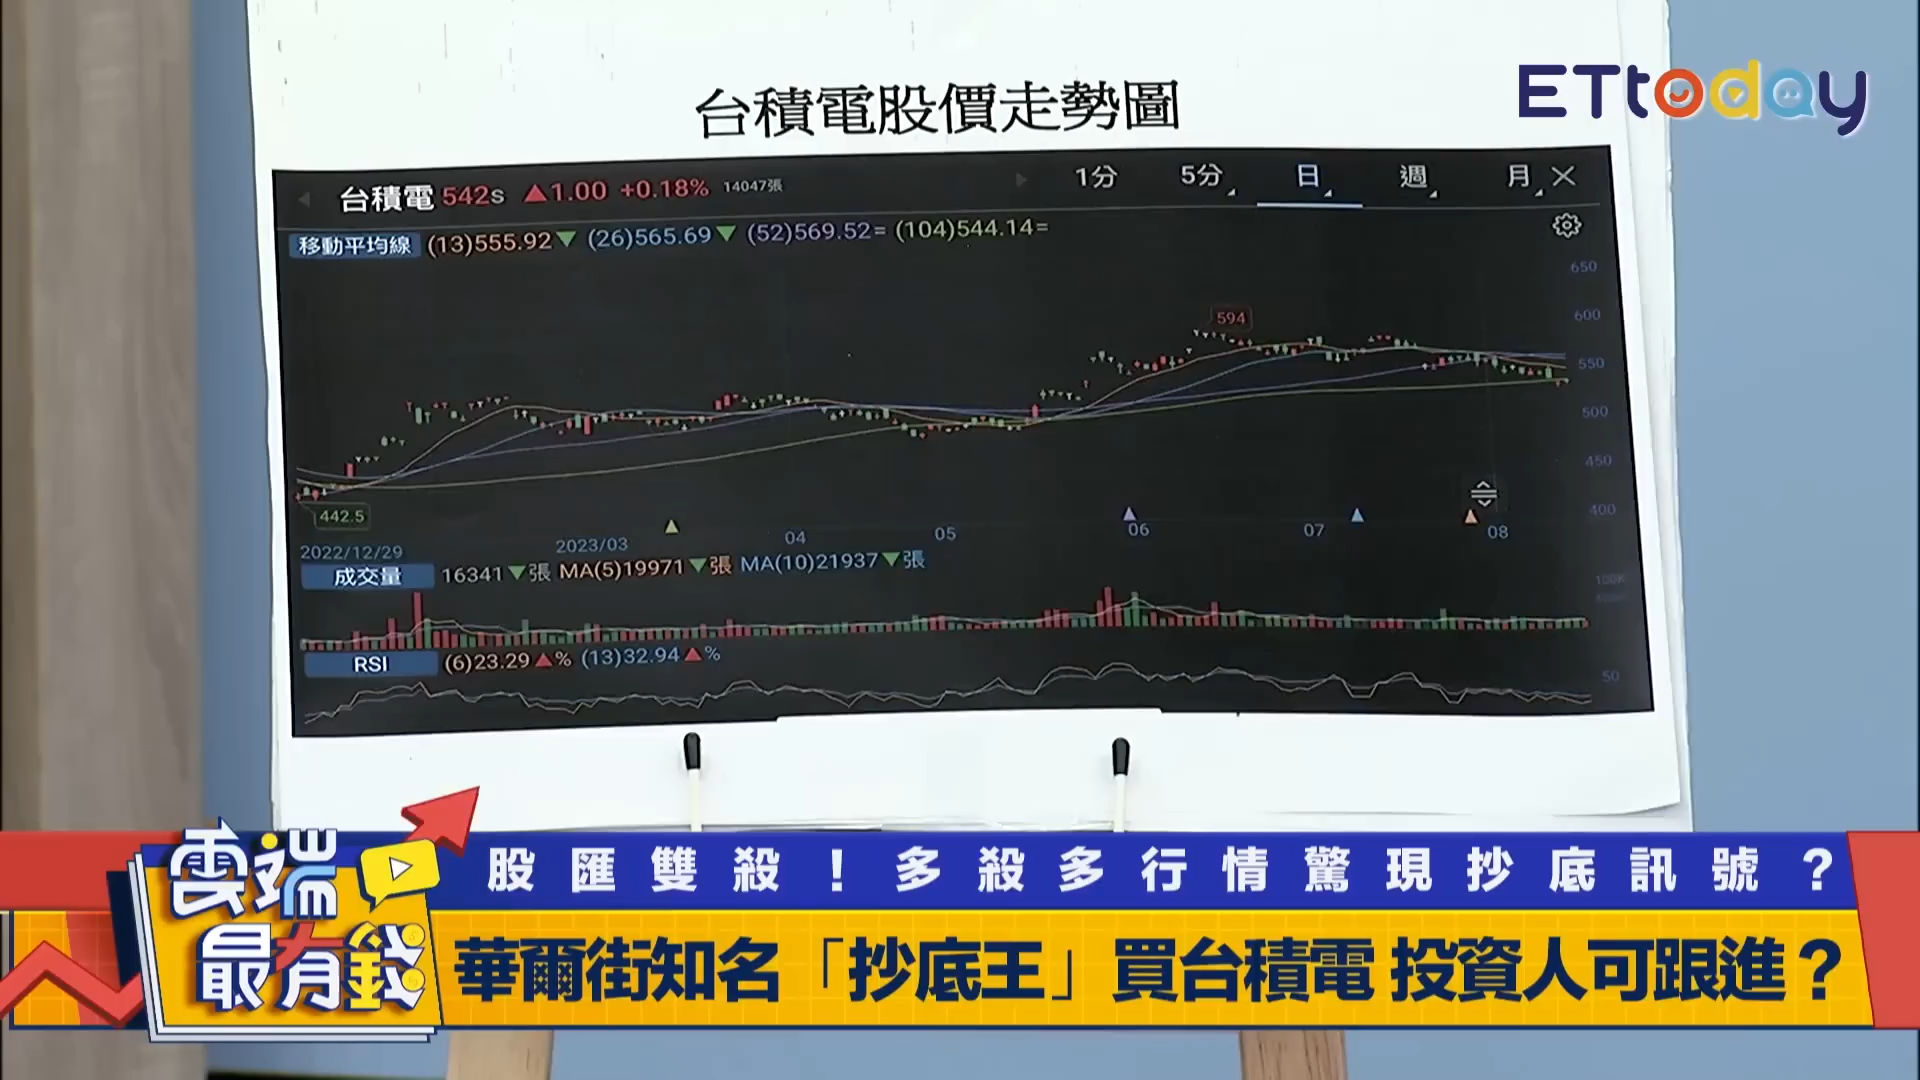 台積電股價走勢圖
ETtoday
台積電 542s ▲1.00 +0.18% 14047張
1分 5分 日 週 月
移動平均線 (13)555.92▼ (26)565.69▼ (52)569.52= (104)544.14=
650
594
600
550
500
450
442.5
400
2022/12/29 2023/03 04 05 06 07 08
成交量 16341▼張 MA(5)19971▼張 MA(10)21937▼張
100K
RSI (6)23.29▲% (13)32.94▲%
50
雲端最有錢
股匯雙殺！多殺多行情驚現抄底訊號？
華爾街知名「抄底王」買台積電 投資人可跟進？